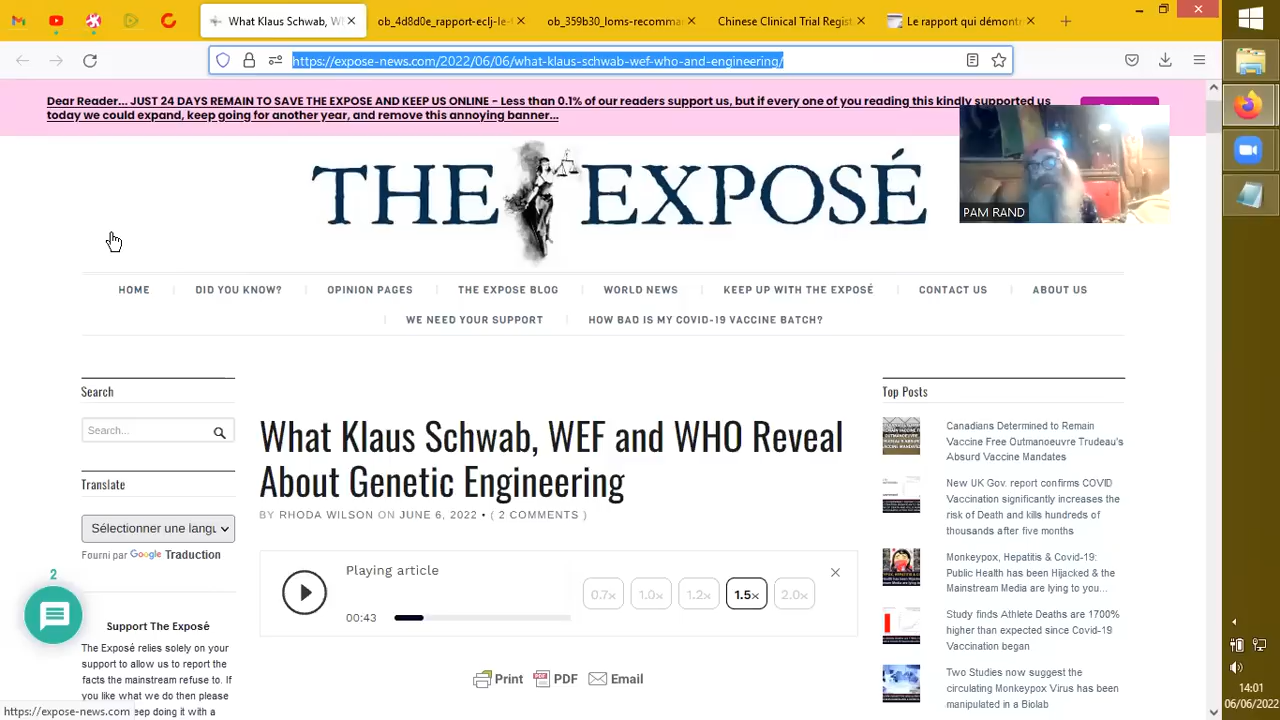 What Klaus Schwab, W
ob_4d8d0e_rapport-eclj-le-
ob_359b30_loms-recomma
Chinese Clinical Trial Regist
Le rapport qui démont
https://expose-news.com/2022/06/06/what-klaus-schwab-wef-who-and-engineering/
Dear Reader... JUST 24 DAYS REMAIN TO SAVE THE EXPOSE AND KEEP US ONLINE - Less than 0.1% of our readers support us, but if every one of you reading this kindly supported us
today we could expand, keep going for another year, and remove this annoying banner...
THE EXPOSÉ
PAM RAND
HOME
DID YOU KNOW?
OPINION PAGES
THE EXPOSE BLOG
WORLD NEWS
KEEP UP WITH THE EXPOSÉ
CONTACT US
ABOUT US
WE NEED YOUR SUPPORT
HOW BAD IS MY COVID-19 VACCINE BATCH?
Search
Search...
Translate
Sélectionner une langu
Fourni par Google Traduction
2
Support The Exposé
The Exposé relies solely on your
support to allow us to report the
facts the mainstream refuse to. If
you like what we do then please
keep doing it with a
https://expose-news.com
What Klaus Schwab, WEF and WHO Reveal
About Genetic Engineering
BY RHODA WILSON ON JUNE 6, 2022 • ( 2 COMMENTS )
Playing article
00:43
0.7x
1.0x
1.2x
1.5x
2.0x
Print
PDF
Email
Top Posts
Canadians Determined to Remain
Vaccine Free Outmanoeuvre Trudeau's
Absurd Vaccine Mandates
New UK Gov. report confirms COVID
Vaccination significantly increases the
risk of Death and kills hundreds of
thousands after five months
Monkeypox, Hepatitis & Covid-19:
Public Health has been Hijacked & the
Mainstream Media are lying to you...
Study finds Athlete Deaths are 1700%
higher than expected since Covid-19
Vaccination began
Two Studies now suggest the
circulating Monkeypox Virus has been
manipulated in a Biolab
14:01
06/06/2022